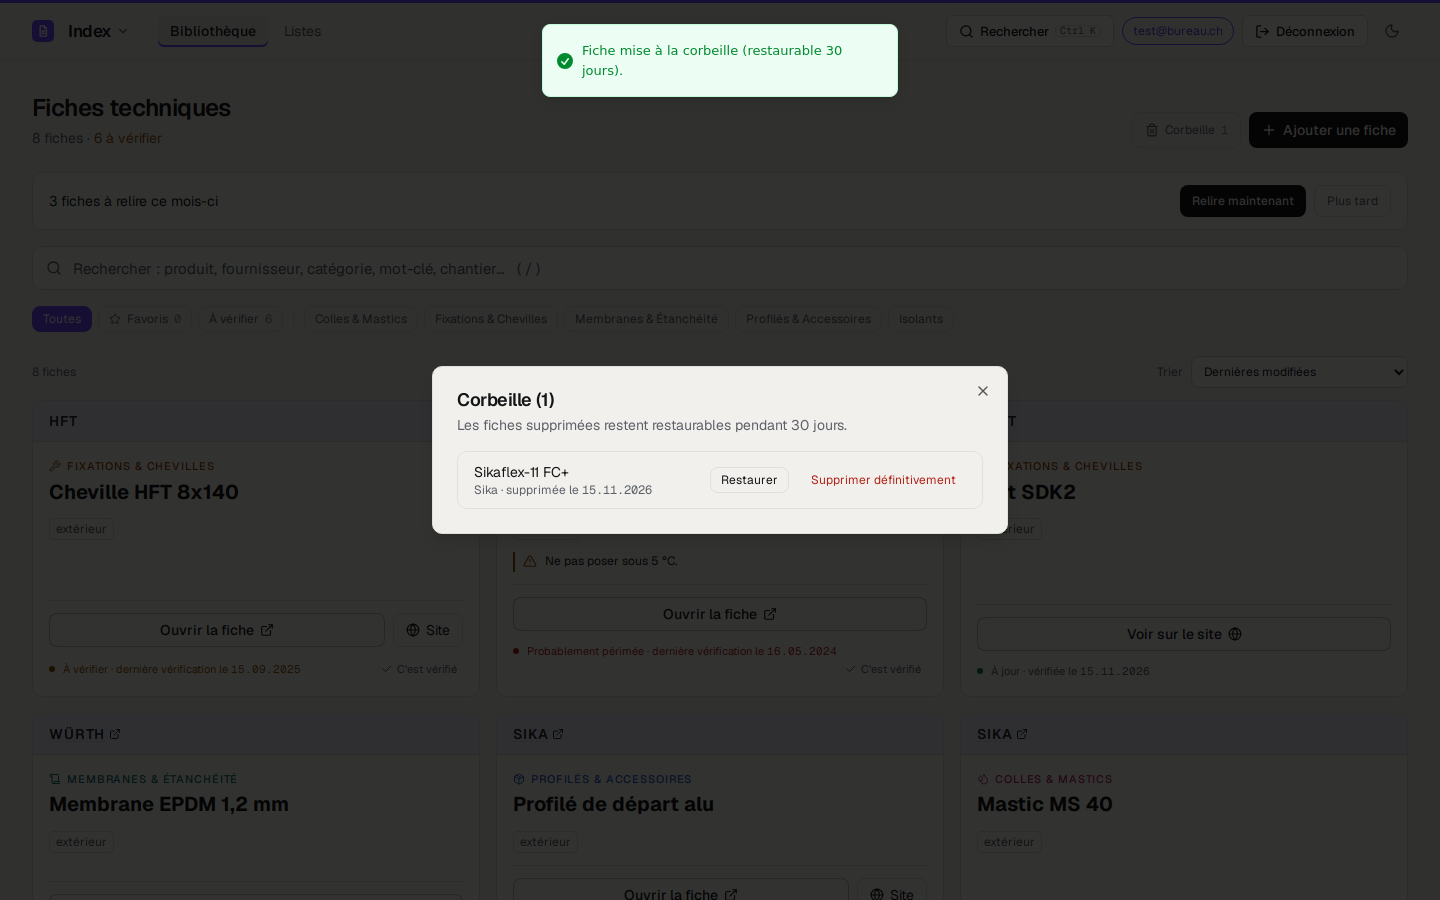 Index
Bibliothèque
Listes
Rechercher Ctrl K
test@bureau.ch
Déconnexion
Fiche mise à la corbeille (restaurable 30
jours).
Fiches techniques
8 fiches · 6 à vérifier
Corbeille 1
Ajouter une fiche
3 fiches à relire ce mois-ci
Relire maintenant
Plus tard
Rechercher : produit, fournisseur, catégorie, mot-clé, chantier… ( / )
Toutes
Favoris 0
À vérifier 6
Colles & Mastics
Fixations & Chevilles
Membranes & Étanchéité
Profilés & Accessoires
Isolants
8 fiches
Trier
Dernières modifiées
Corbeille (1)
Les fiches supprimées restent restaurables pendant 30 jours.
Sikaflex-11 FC+
Sika · supprimée le 15.11.2026
Restaurer
Supprimer définitivement
HFT
FIXATIONS & CHEVILLES
Cheville HFT 8x140
extérieur
Ouvrir la fiche
Site
À vérifier · dernière vérification le 15.09.2025
C'est vérifié
Ne pas poser sous 5 °C.
Ouvrir la fiche
Probablement périmée · dernière vérification le 16.05.2024
C'est vérifié
T
XATIONS & CHEVILLES
t SDK2
rieur
Voir sur le site
À jour · vérifiée le 15.11.2026
WÜRTH
MEMBRANES & ÉTANCHÉITÉ
Membrane EPDM 1,2 mm
extérieur
SIKA
PROFILÉS & ACCESSOIRES
Profilé de départ alu
extérieur
Ouvrir la fiche
Site
SIKA
COLLES & MASTICS
Mastic MS 40
extérieur